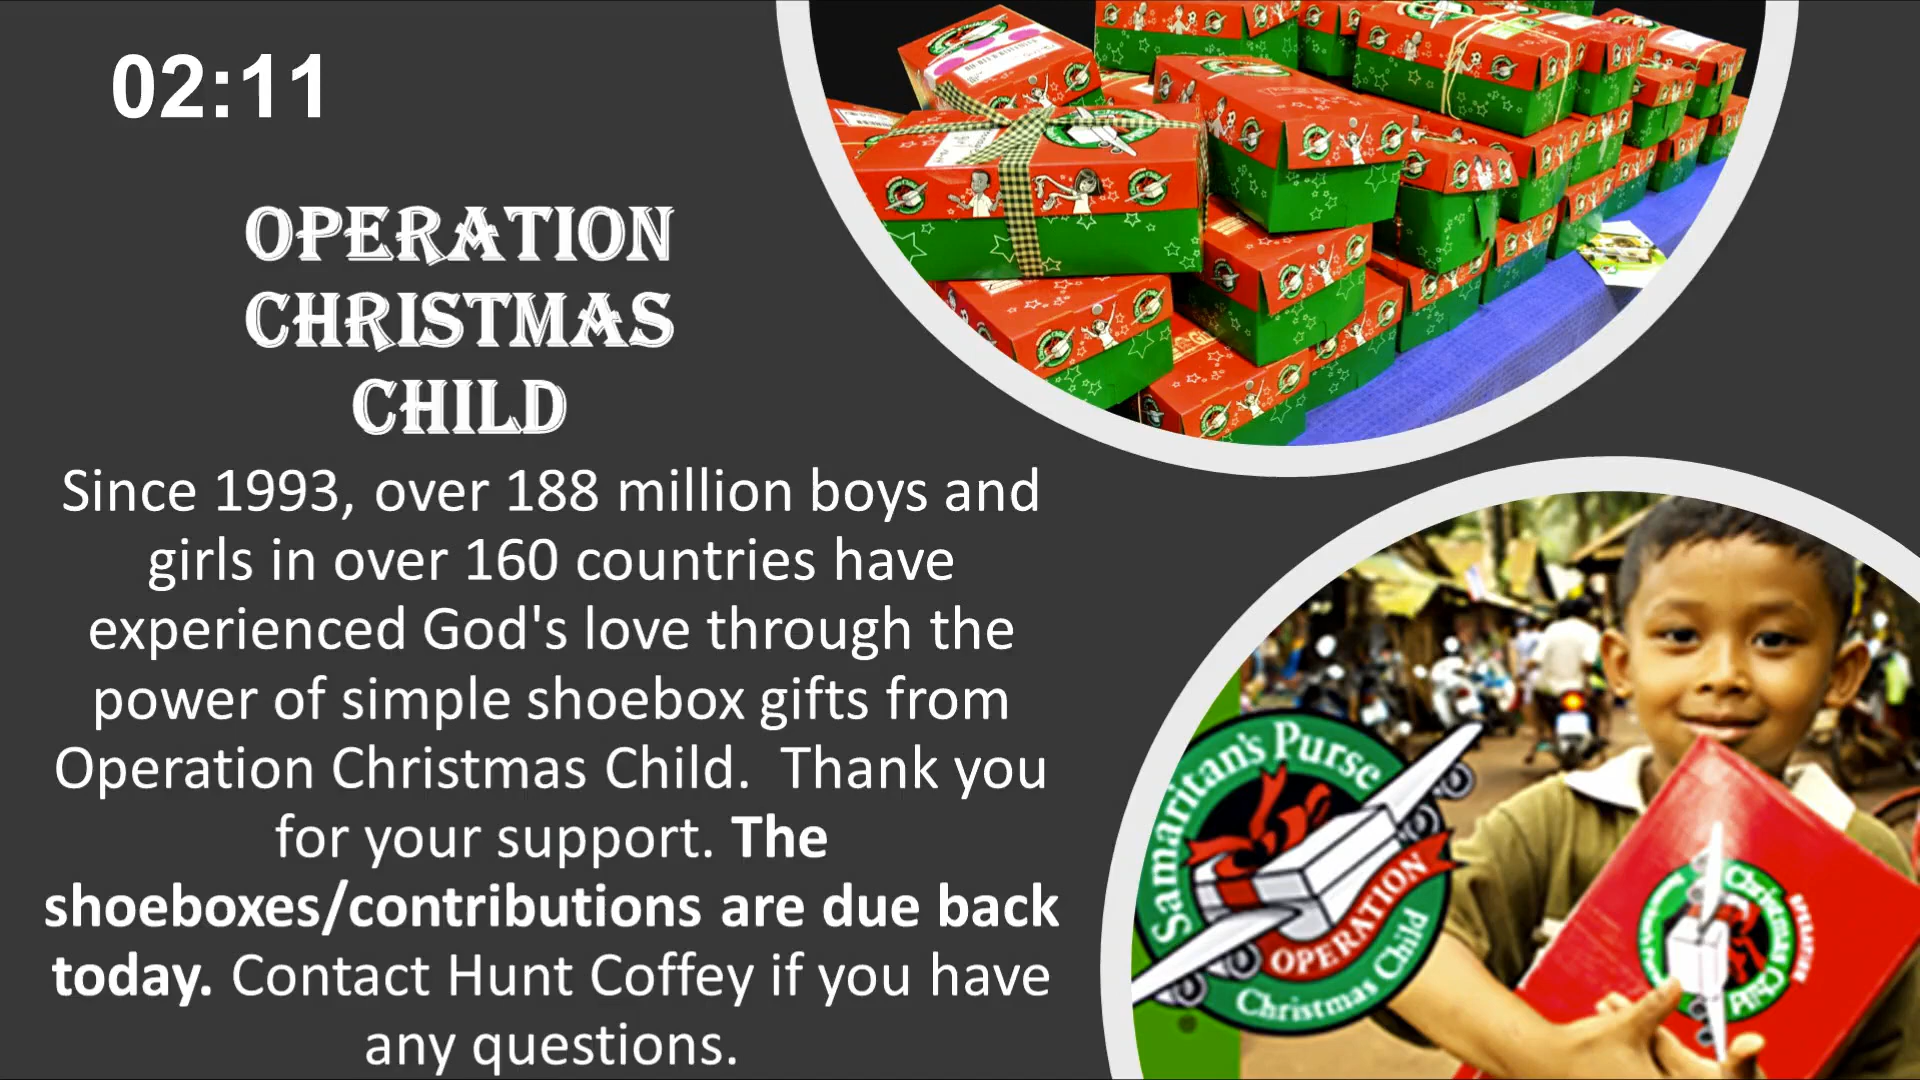 02:11
OPERATION
CHRISTMAS
CHILD
Since 1993, over 188 million boys and
girls in over 160 countries have
experienced God's love through the
power of simple shoebox gifts from
Operation Christmas Child.  Thank you
for your support. The
shoeboxes/contributions are due back
today. Contact Hunt Coffey if you have
any questions.
Samaritan's Purse
OPERATION
Christmas Child